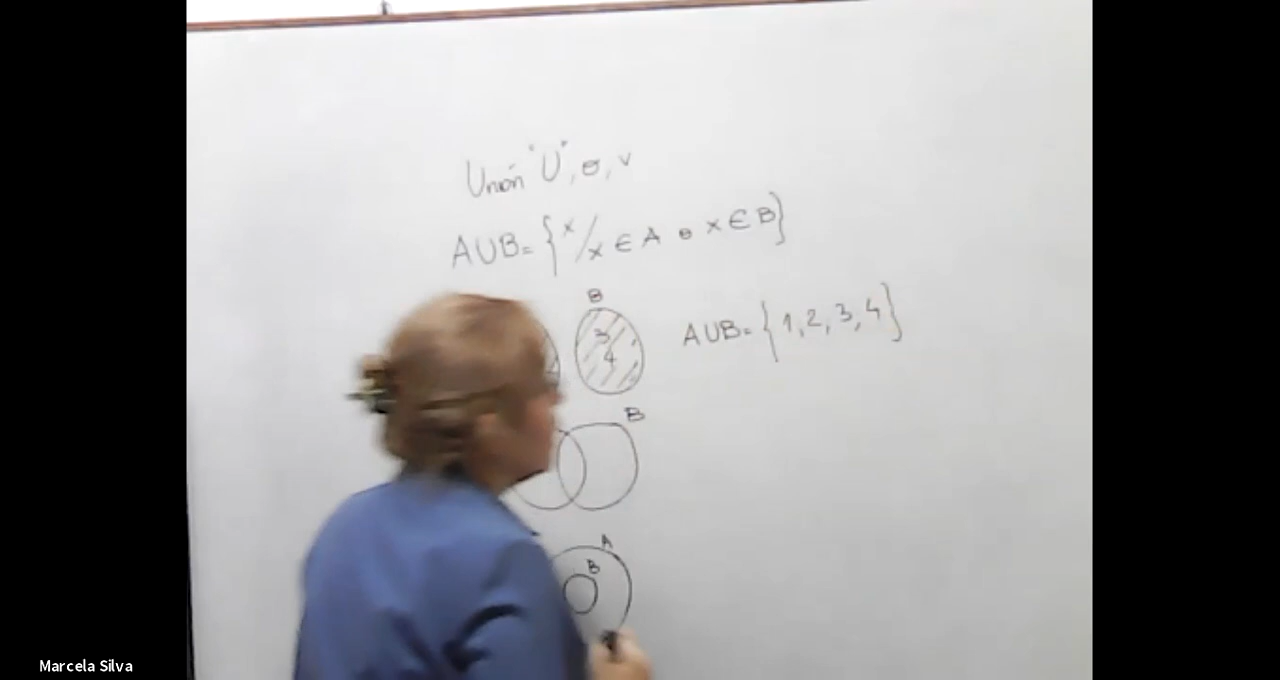 Unión "U", o, v
AUB= {x/x ∈ A o x ∈ B}
B
3
4
AUB= {1,2,3,4}
B
A
B
Marcela Silva